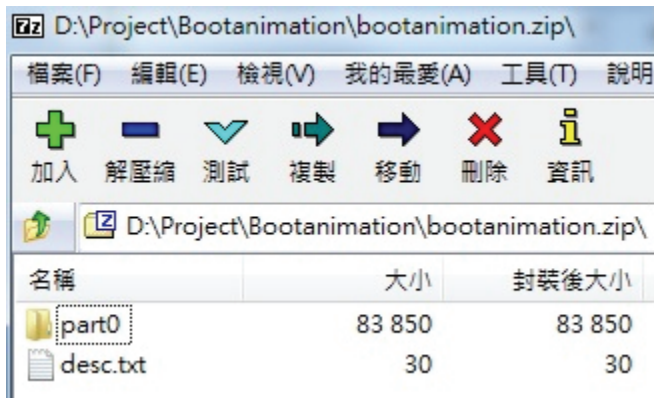 D:\Project\Bootanimation\bootanimation.zip\
檔案(F) 編輯(E) 檢視(V) 我的最愛(A) 工具(T) 說明
加入 解壓縮 測試 複製 移動 刪除 資訊
D:\Project\Bootanimation\bootanimation.zip\
名稱 大小 封裝後大小
part0 83 850 83 850
desc.txt 30 30